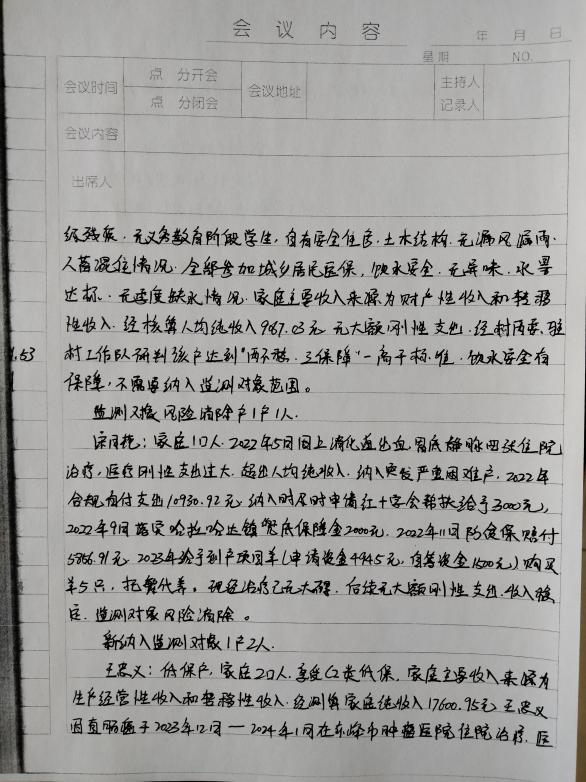 会 议 内 容
年 月 日
星期 NO.
会议时间 点 分开会 会议地址 主持人
点 分闭会 记录人
会议内容
出席人
级残疾。无义务教育阶段学生，自有安全住房，土木结构，无漏风漏雨，
人畜混住情况。全部参加城乡居民医保，饮水安全，无异味，水量
达标，无季度缺水情况，家庭主要收入来源为财产性收入和转移
性收入，经核算人均纯收入987.03元，无大额刚性支出，经村两委、驻
1.53
村工作队研判该户达到"两不愁、三保障"一高于标准，饮水安全有
保障，不需要纳入监测对象范围。
监测对象风险消除户1户1人。
家庭1口人，2022年5月因上消化道出血胃底静脉曲张住院
治疗，医疗刚性支出过大，超出人均纯收入，纳入突发严重困难户，2022年
合规自付支出10930.92元，纳入时及时申请红十字会帮扶给予3000元，
2022年9月落实哈拉哈达镇兜底保障金2000元，2022年11月防贫保赔付
5866.91元，2023年给予到户项目羊（申请资金4495元，自筹资金1500元）购买
羊5只，托管代养。现经治疗已无大碍，后续无大额刚性支出，收入稳
定，监测对象风险消除。
新纳入监测对象1户2人。
王忠义：低保户，家庭2口人，享受C2类低保，家庭主要收入来源为
生产经营性收入和转移性收入，经测算家庭纯收入17600.95元，王忠义
因直肠癌于2023年12月—2024年1月在赤峰市肿瘤医院住院治疗，医